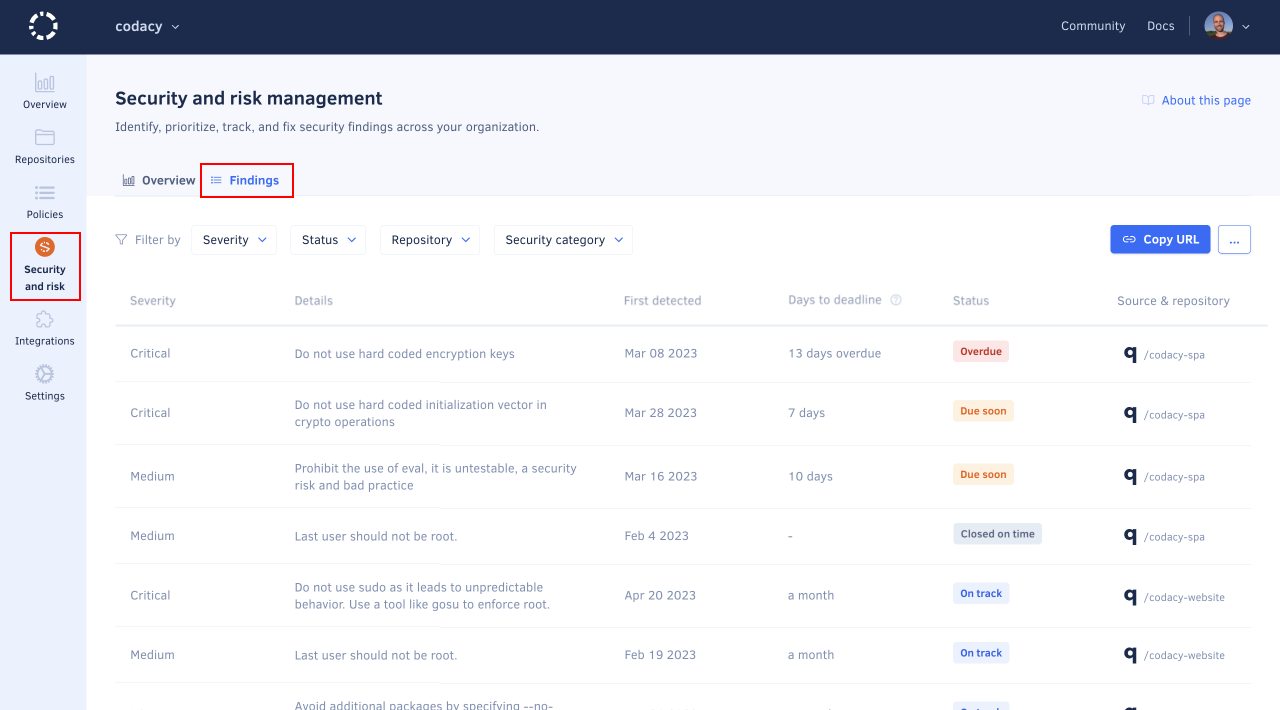 codacy
Community
Docs
Overview
Repositories
Policies
Security
and risk
Integrations
Settings
Security and risk management
Identify, prioritize, track, and fix security findings across your organization.
About this page
Overview
Findings
Filter by
Severity
Status
Repository
Security category
Copy URL
...
Severity
Details
First detected
Days to deadline
Status
Source & repository
Critical
Do not use hard coded encryption keys
Mar 08 2023
13 days overdue
Overdue
/codacy-spa
Critical
Do not use hard coded initialization vector in
crypto operations
Mar 28 2023
7 days
Due soon
/codacy-spa
Medium
Prohibit the use of eval, it is untestable, a security
risk and bad practice
Mar 16 2023
10 days
Due soon
/codacy-spa
Medium
Last user should not be root.
Feb 4 2023
-
Closed on time
/codacy-spa
Critical
Do not use sudo as it leads to unpredictable
behavior. Use a tool like gosu to enforce root.
Apr 20 2023
a month
On track
/codacy-website
Medium
Last user should not be root.
Feb 19 2023
a month
On track
/codacy-website
Avoid additional packages by specifying --no-